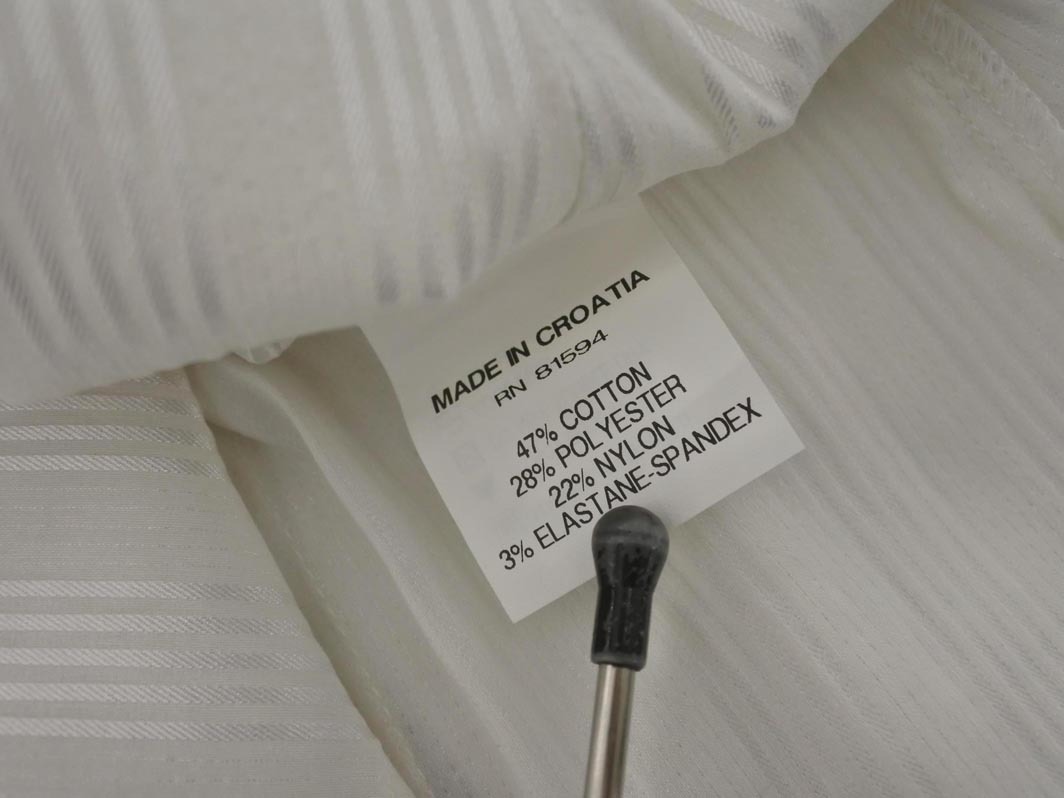 MADE IN CROATIA
RN 81594
47% COTTON
28% POLYESTER
22% NYLON
3% ELASTANE-SPANDEX